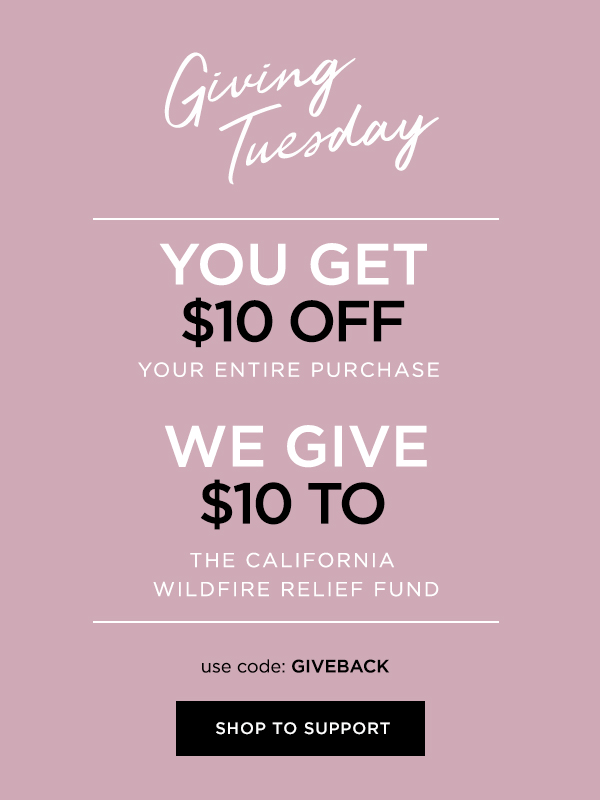 Giving
Tuesday
YOU GET
$10 OFF
YOUR ENTIRE PURCHASE
WE GIVE
$10 TO
THE CALIFORNIA
WILDFIRE RELIEF FUND
use code: GIVEBACK
SHOP TO SUPPORT